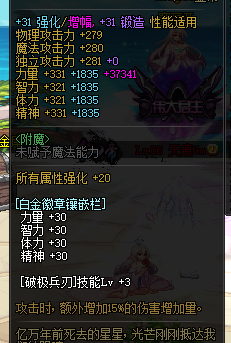 +31 强化/增幅, +31 锻造 性能适用
物理攻击力 +279
魔法攻击力 +280
独立攻击力 +281 +0
力量 +331 +1835 +37341
智力 +321 +1835
体力 +321 +1835
精神 +331 +1835
伟大君王
<附魔>
未赋予魔法能力
金
所有属性强化 +20
[白金徽章镶嵌栏]
力量 +30
智力 +30
体力 +30
精神 +30
[破极兵刃]技能Lv +3
攻击时, 额外增加15%的伤害增加量。
亿万年前死去的星星, 光芒刚刚抵达我